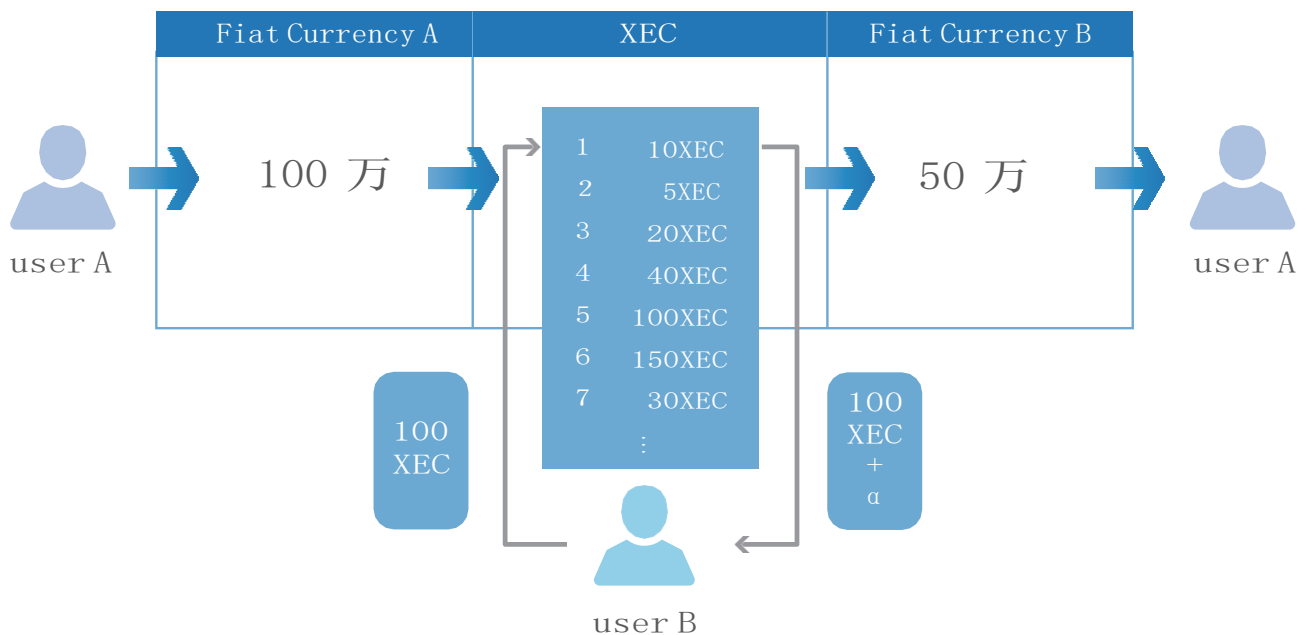 Fiat Currency A
XEC
Fiat Currency B
100 万
50 万
user A
user A
1 10XEC
2 5XEC
3 20XEC
4 40XEC
5 100XEC
6 150XEC
7 30XEC
⋮
100
XEC
100
XEC
+
α
user B